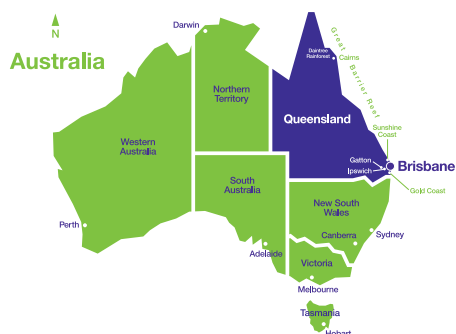 N
Australia
Darwin
Northern
Territory
Daintree
Rainforest
Cairns
Great Barrier Reef
Queensland
Western
Australia
Sunshine
Coast
Gatton
Ipswich
Brisbane
Gold Coast
South
Australia
New South
Wales
Perth
Adelaide
Canberra
Sydney
Victoria
Melbourne
Tasmania
Hobart